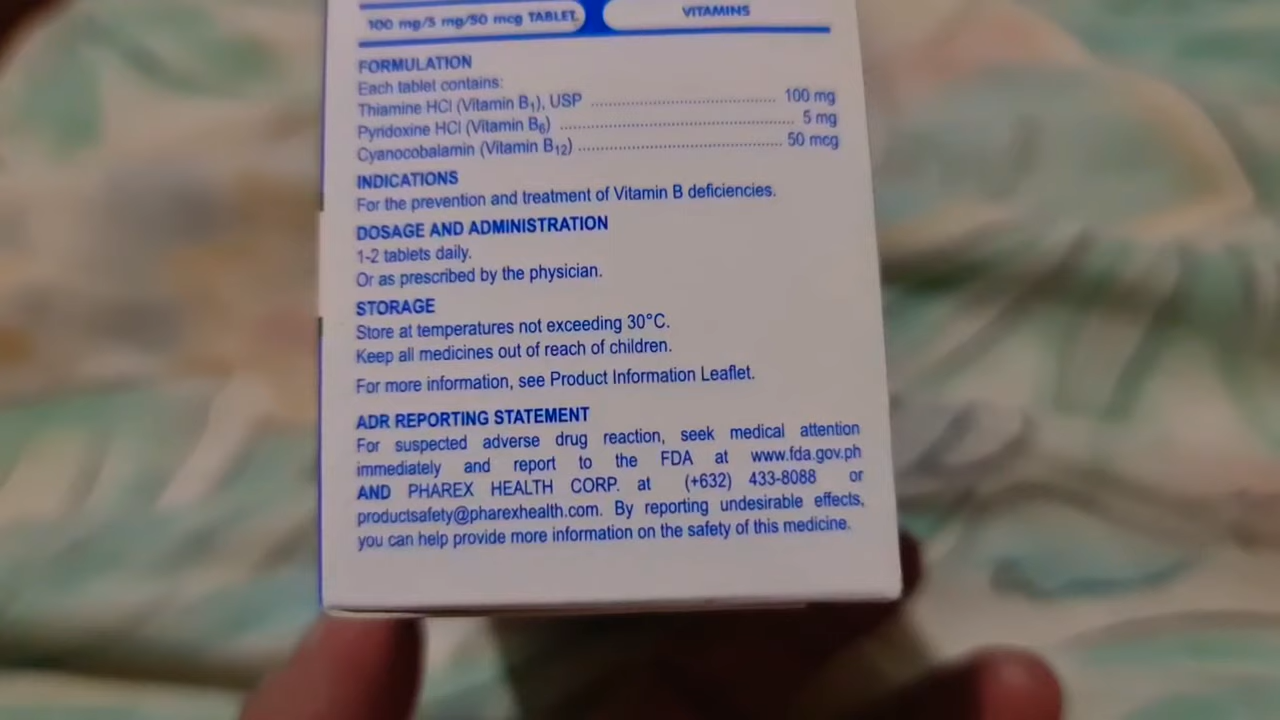 100 mg/5 mg/50 mcg TABLET VITAMINS
FORMULATION
Each tablet contains:
Thiamine HCl (Vitamin B₁), USP ........................................ 100 mg
Pyridoxine HCl (Vitamin B₆) .................................................... 5 mg
Cyanocobalamin (Vitamin B₁₂) ............................................. 50 mcg
INDICATIONS
For the prevention and treatment of Vitamin B deficiencies.
DOSAGE AND ADMINISTRATION
1-2 tablets daily.
Or as prescribed by the physician.
STORAGE
Store at temperatures not exceeding 30°C.
Keep all medicines out of reach of children.
For more information, see Product Information Leaflet.
ADR REPORTING STATEMENT
For suspected adverse drug reaction, seek medical attention
immediately and report to the FDA at www.fda.gov.ph
AND PHAREX HEALTH CORP. at (+632) 433-8088 or
productsafety@pharexhealth.com. By reporting undesirable effects,
you can help provide more information on the safety of this medicine.